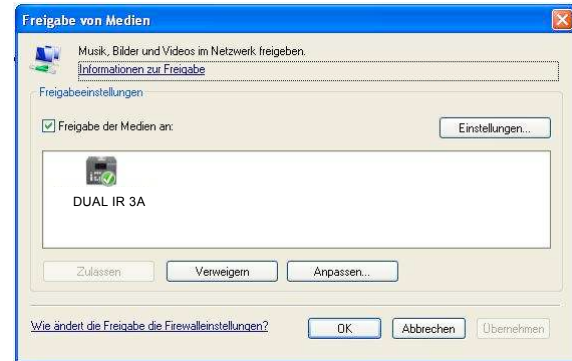 Freigabe von Medien
Musik, Bilder und Videos im Netzwerk freigeben.
Informationen zur Freigabe
Freigabeeinstellungen
Freigabe der Medien an:
Einstellungen...
DUAL IR 3A
Zulassen
Verweigern
Anpassen...
Wie ändert die Freigabe die Firewalleinstellungen?
OK
Abbrechen
Übernehmen